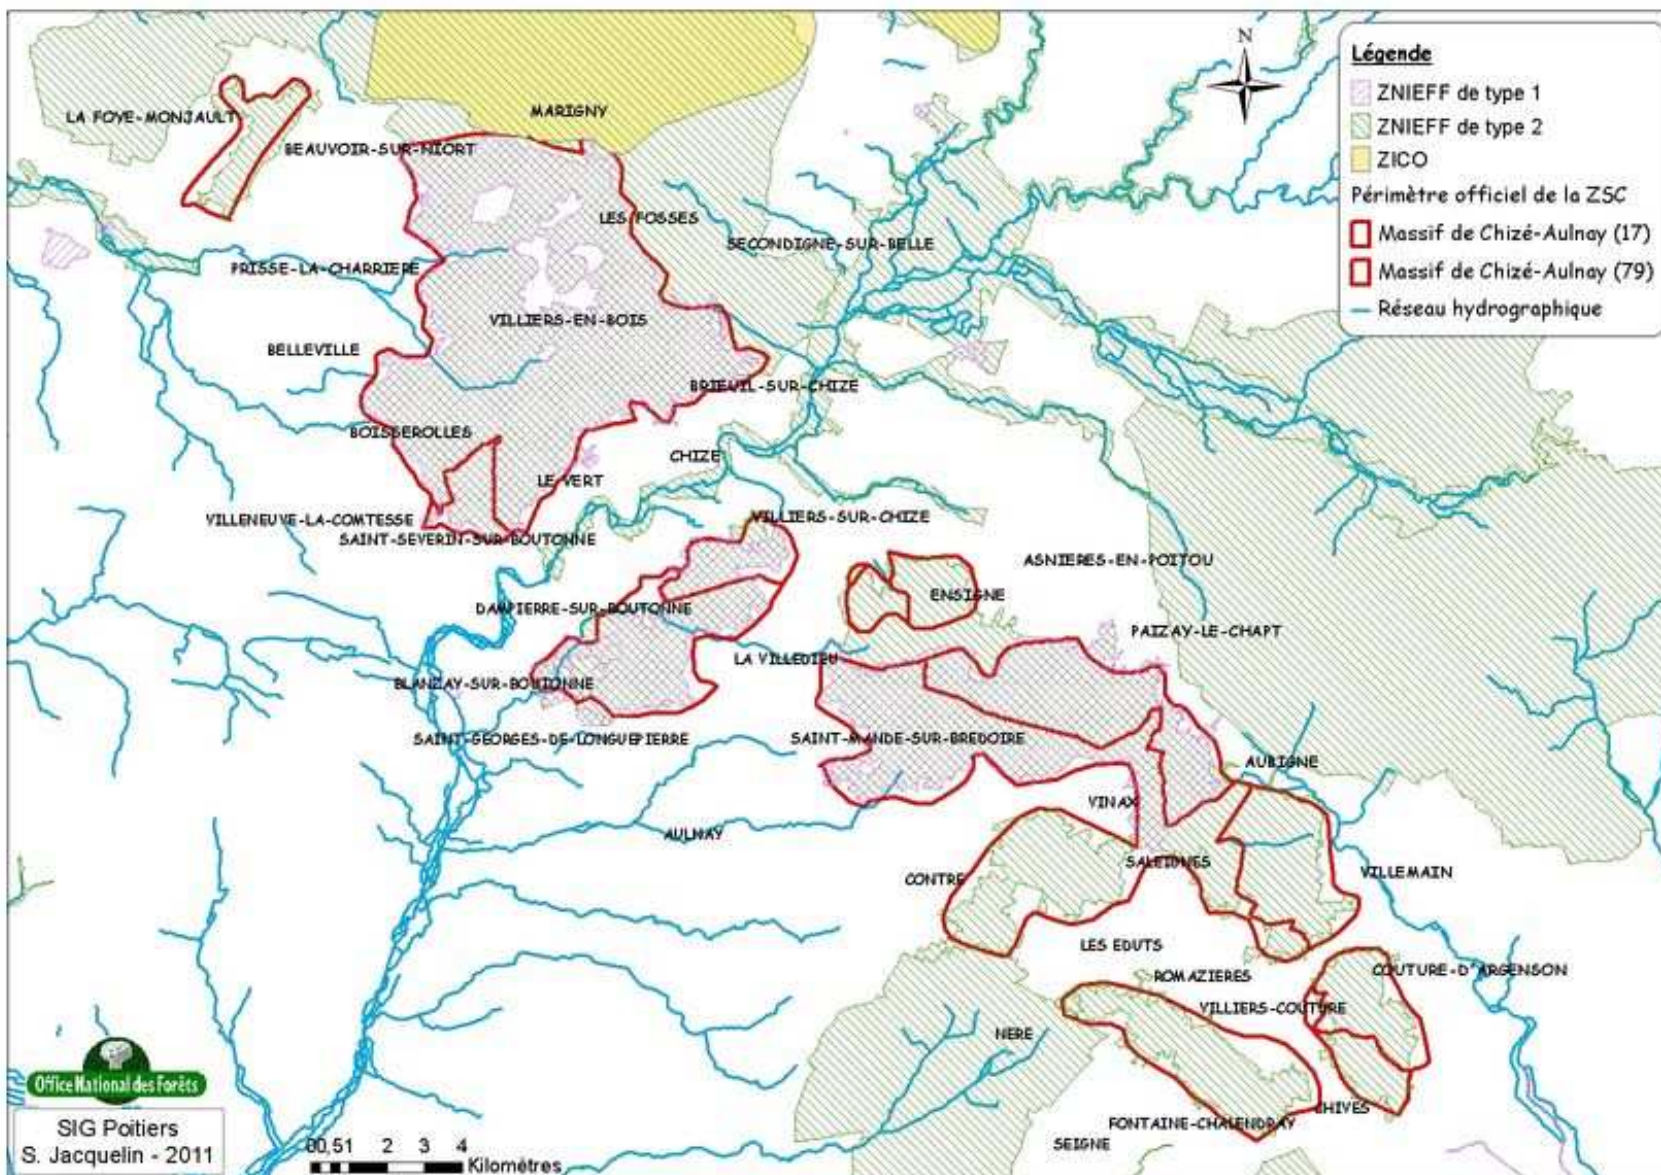 N
Légende
ZNIEFF de type 1
ZNIEFF de type 2
ZICO
Périmètre officiel de la ZSC
Massif de Chizé-Aulnay (17)
Massif de Chizé-Aulnay (79)
Réseau hydrographique
MARIGNY
LA FOYE-MONJAULT
BEAUVOIR-SUR-NIORT
LES FOSSES
SECONDIGNE-SUR-BELLE
PRISSE-LA-CHARRIERE
VILLIERS-EN-BOIS
BELLEVILLE
BRIEUIL-SUR-CHIZE
BOISSEROLLES
CHIZE
LE VERT
VILLENEUVE-LA-COMTESSE
VILLIERS-SUR-CHIZE
SAINT-SEVERIN-SUR-BOUTONNE
ASNIERES-EN-POITOU
ENSIGNE
DAMPIERRE-SUR-BOUTONNE
PAIZAY-LE-CHAPT
LA VILLEDIEU
BLANZAY-SUR-BOUTONNE
SAINT-GEORGES-DE-LONGUEPIERRE
SAINT-MANDE-SUR-BREDOIRE
AUBIGNE
VINAX
AULNAY
SALEIGNES
CONTRE
VILLEMAIN
LES EDUTS
ROMAZIERES
COUTURE-D'ARGENSON
VILLIERS-COUTURE
NERE
CHIVES
FONTAINE-CHALENDRAY
SEIGNE
Office National des Forêts
SIG Poitiers
S. Jacquelin - 2011
0 0,5 1 2 3 4
Kilomètres